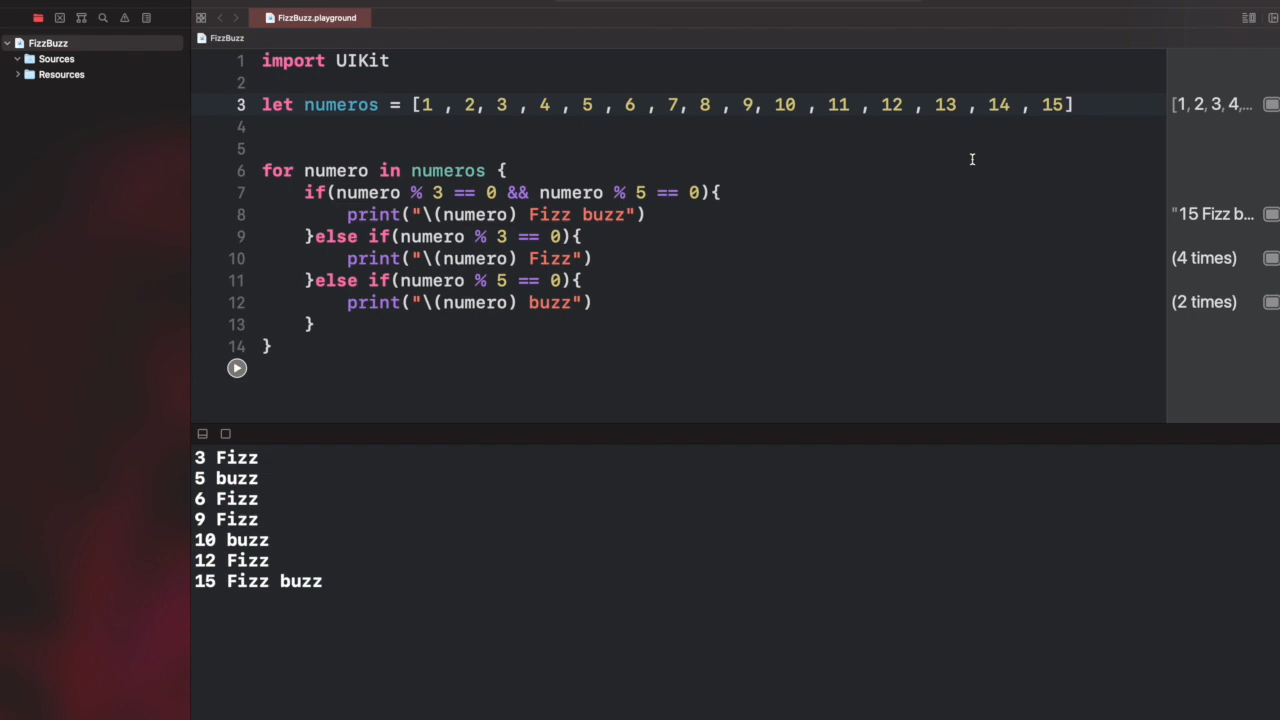 FizzBuzz.playground
FizzBuzz
Sources
Resources
FizzBuzz
1 import UIKit
2
3 let numeros = [1 , 2, 3 , 4 , 5 , 6 , 7, 8 , 9, 10 , 11 , 12 , 13 , 14 , 15]
[1, 2, 3, 4,...
4
5
6 for numero in numeros {
7 if(numero % 3 == 0 && numero % 5 == 0){
8 print("\(numero) Fizz buzz")
"15 Fizz b...
9 }else if(numero % 3 == 0){
10 print("\(numero) Fizz")
(4 times)
11 }else if(numero % 5 == 0){
12 print("\(numero) buzz")
(2 times)
13 }
14 }
3 Fizz
5 buzz
6 Fizz
9 Fizz
10 buzz
12 Fizz
15 Fizz buzz